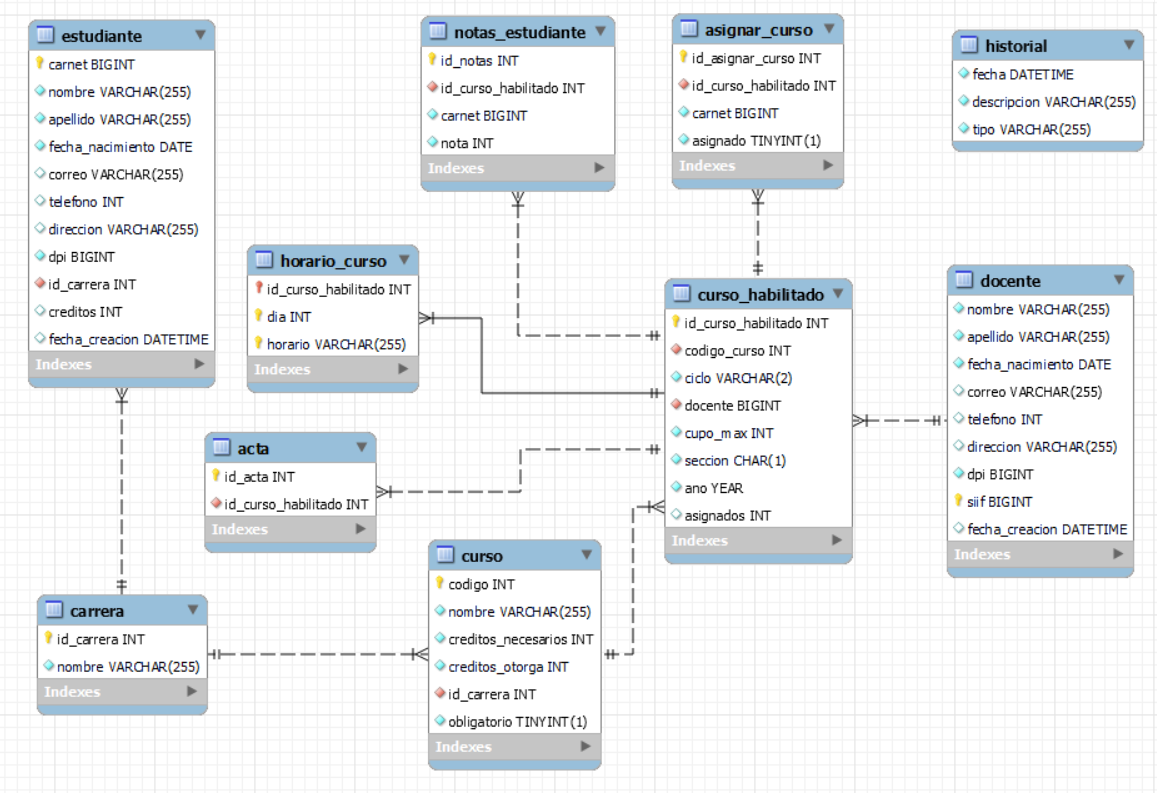 estudiante
carnet BIGINT
nombre VARCHAR(255)
apellido VARCHAR(255)
fecha_nacimiento DATE
correo VARCHAR(255)
telefono INT
direccion VARCHAR(255)
dpi BIGINT
id_carrera INT
creditos INT
fecha_creacion DATETIME
Indexes
notas_estudiante
id_notas INT
id_curso_habilitado INT
carnet BIGINT
nota INT
Indexes
asignar_curso
id_asignar_curso INT
id_curso_habilitado INT
carnet BIGINT
asignado TINYINT(1)
Indexes
historial
fecha DATETIME
descripcion VARCHAR(255)
tipo VARCHAR(255)
horario_curso
id_curso_habilitado INT
dia INT
horario VARCHAR(255)
Indexes
curso_habilitado
id_curso_habilitado INT
codigo_curso INT
ciclo VARCHAR(2)
docente BIGINT
cupo_max INT
seccion CHAR(1)
ano YEAR
asignados INT
Indexes
docente
nombre VARCHAR(255)
apellido VARCHAR(255)
fecha_nacimiento DATE
correo VARCHAR(255)
telefono INT
direccion VARCHAR(255)
dpi BIGINT
siif BIGINT
fecha_creacion DATETIME
Indexes
acta
id_acta INT
id_curso_habilitado INT
Indexes
curso
codigo INT
nombre VARCHAR(255)
creditos_necesarios INT
creditos_otorga INT
id_carrera INT
obligatorio TINYINT(1)
Indexes
carrera
id_carrera INT
nombre VARCHAR(255)
Indexes